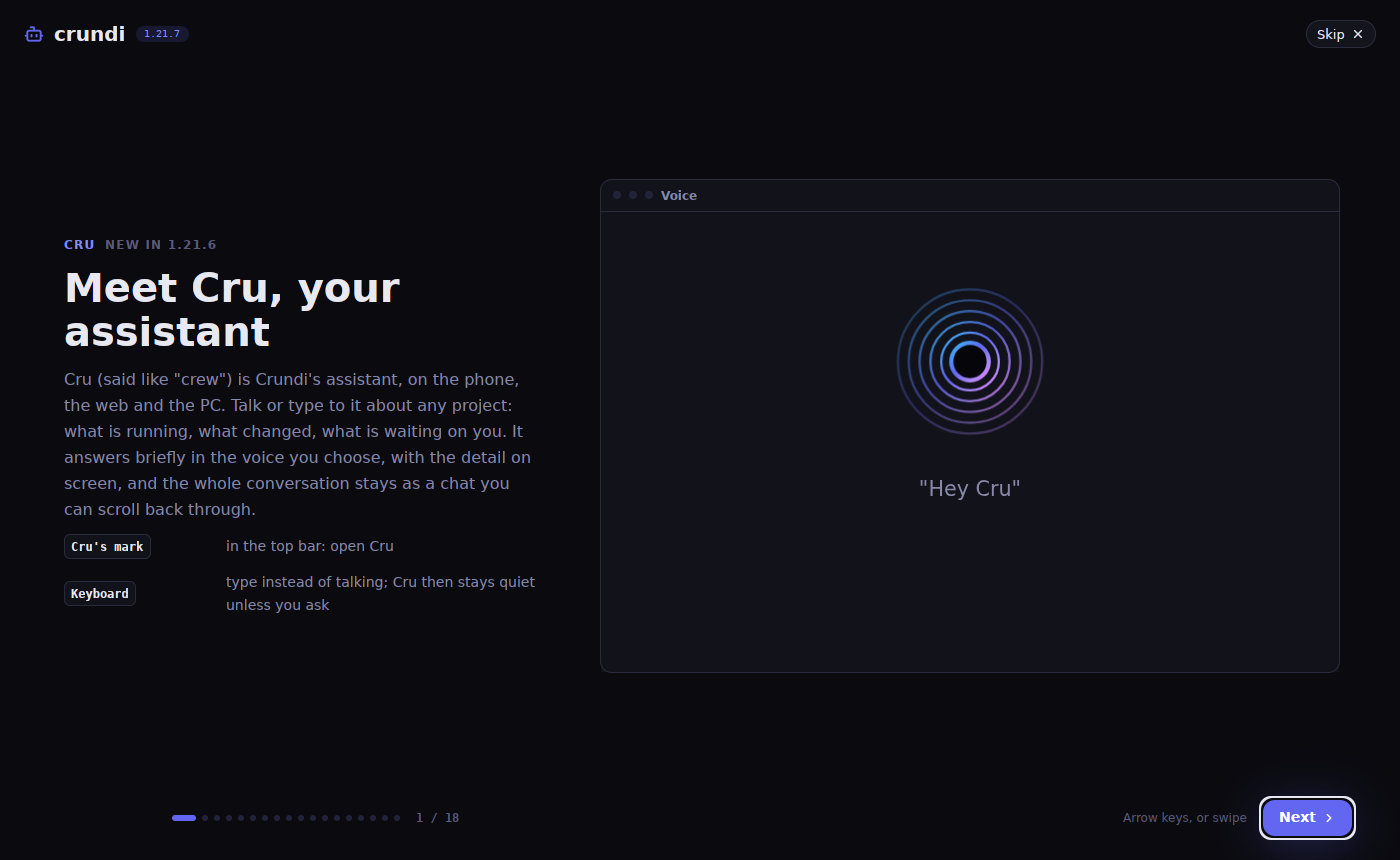 crundi 1.21.7
Skip
CRU NEW IN 1.21.6
Meet Cru, your
assistant
Cru (said like "crew") is Crundi's assistant, on the phone,
the web and the PC. Talk or type to it about any project:
what is running, what changed, what is waiting on you. It
answers briefly in the voice you choose, with the detail on
screen, and the whole conversation stays as a chat you
can scroll back through.
Cru's mark in the top bar: open Cru
Keyboard type instead of talking; Cru then stays quiet
unless you ask
Voice
"Hey Cru"
1 / 18
Arrow keys, or swipe
Next